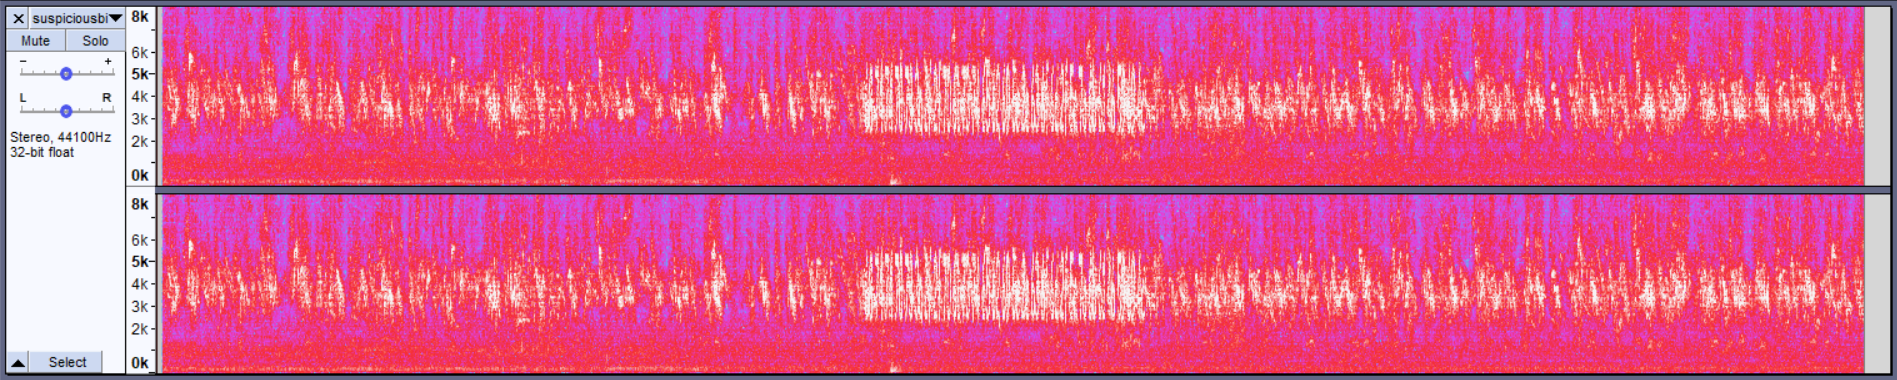 suspiciousbi
Mute Solo
- +
L R
Stereo, 44100Hz
32-bit float
Select
8k
6k
5k
4k
3k
2k
0k
8k
6k
5k
4k
3k
2k
0k